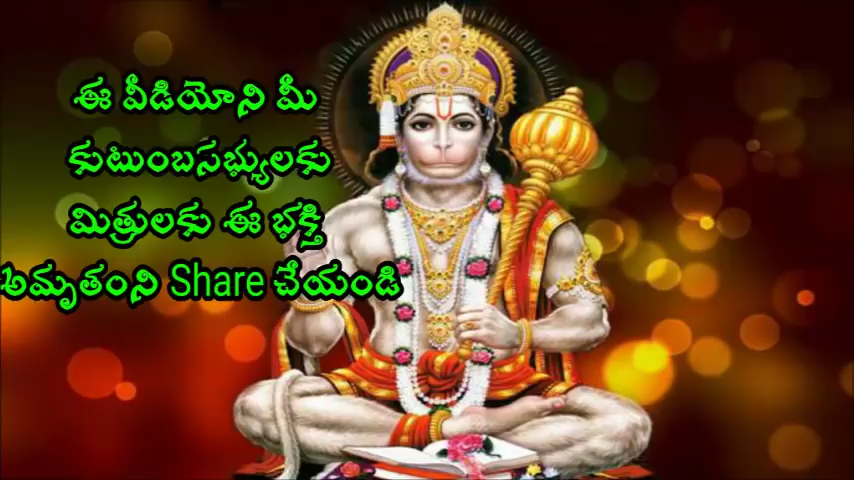 ఈ వీడియోని మీ
కుటుంబసభ్యులకు
మిత్రులకు ఈ భక్తి
అమృతంని Share చేయండి